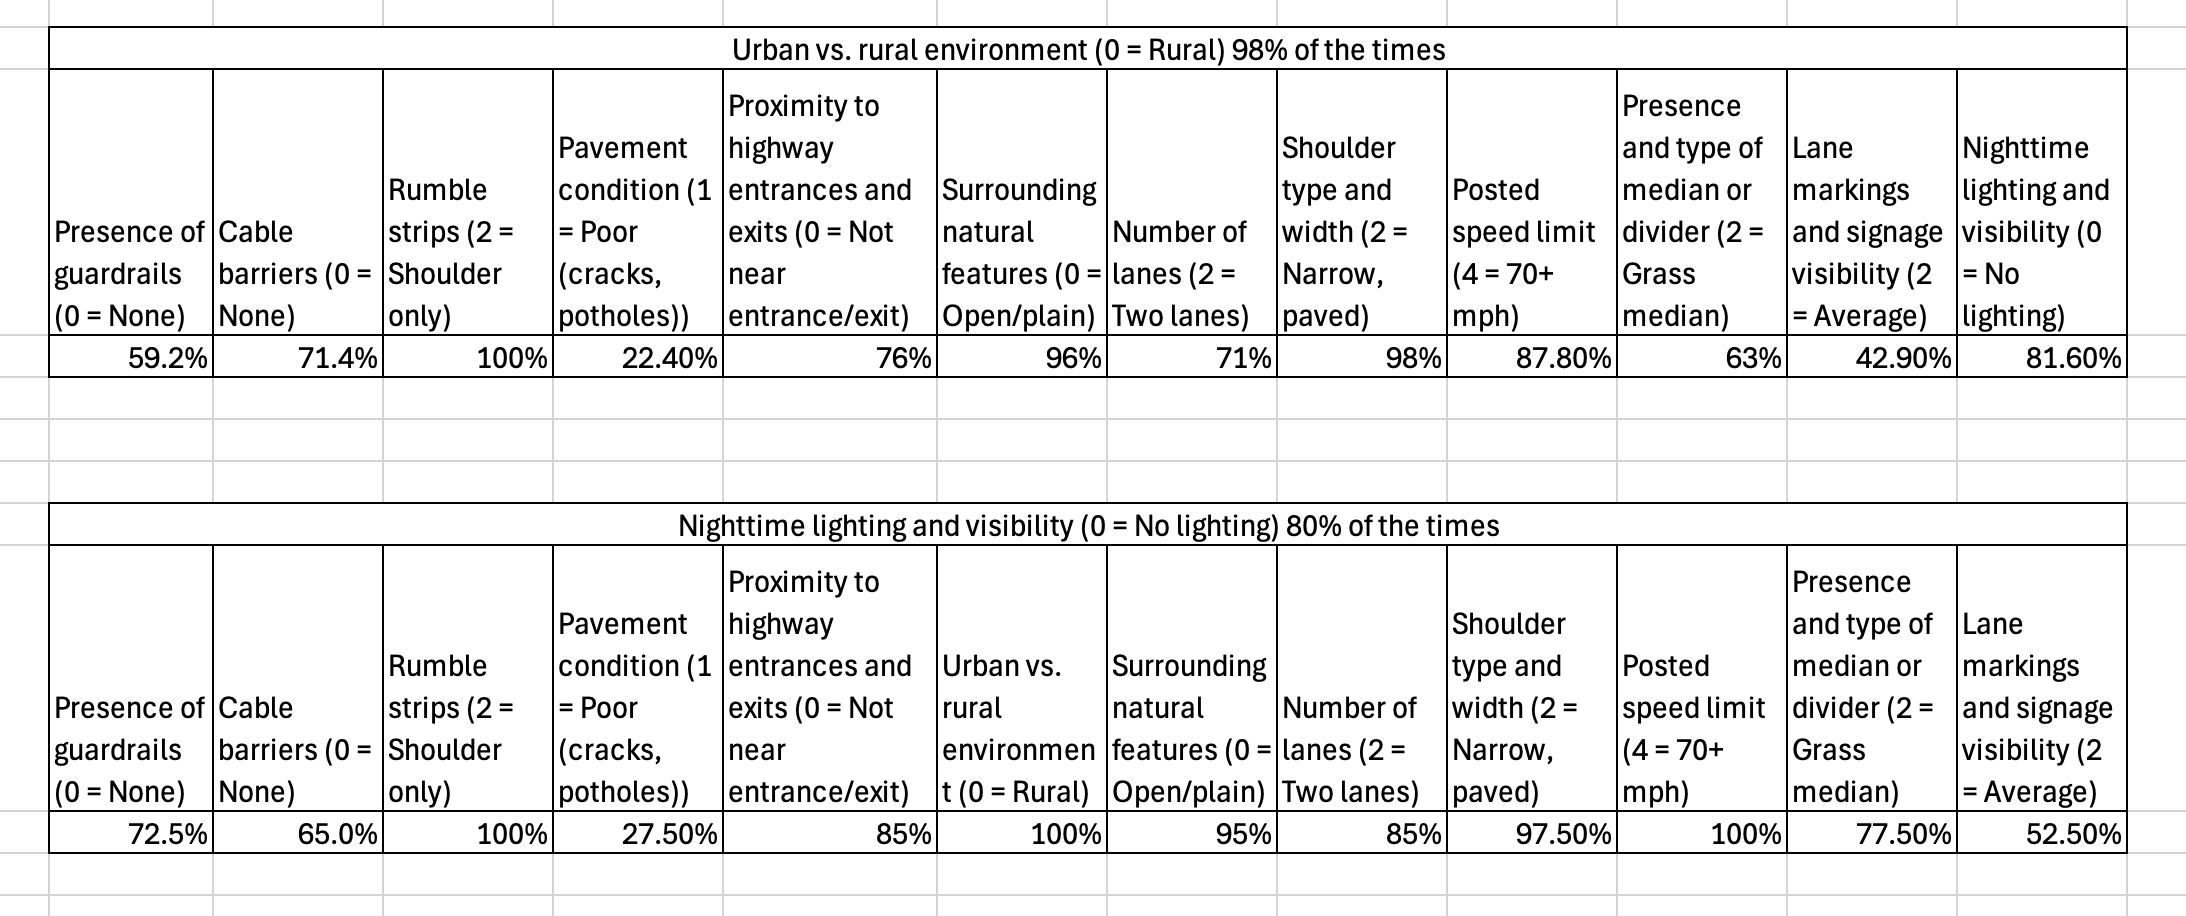 Urban vs. rural environment (0 = Rural) 98% of the times
Presence of
guardrails
(0 = None)
Cable
barriers (0 =
None)
Rumble
strips (2 =
Shoulder
only)
Pavement
condition (1
= Poor
(cracks,
potholes))
Proximity to
highway
entrances and
exits (0 = Not
near
entrance/exit)
Surrounding
natural
features (0 =
Open/plain)
Number of
lanes (2 =
Two lanes)
Shoulder
type and
width (2 =
Narrow,
paved)
Posted
speed limit
(4 = 70+
mph)
Presence
and type of
median or
divider (2 =
Grass
median)
Lane
markings
and signage
visibility (2
= Average)
Nighttime
lighting and
visibility (0
= No
lighting)
59.2% 71.4% 100% 22.40% 76% 96% 71% 98% 87.80% 63% 42.90% 81.60%
Nighttime lighting and visibility (0 = No lighting) 80% of the times
Presence of
guardrails
(0 = None)
Cable
barriers (0 =
None)
Rumble
strips (2 =
Shoulder
only)
Pavement
condition (1
= Poor
(cracks,
potholes))
Proximity to
highway
entrances and
exits (0 = Not
near
entrance/exit)
Urban vs.
rural
environmen
t (0 = Rural)
Surrounding
natural
features (0 =
Open/plain)
Number of
lanes (2 =
Two lanes)
Shoulder
type and
width (2 =
Narrow,
paved)
Posted
speed limit
(4 = 70+
mph)
Presence
and type of
median or
divider (2 =
Grass
median)
Lane
markings
and signage
visibility (2
= Average)
72.5% 65.0% 100% 27.50% 85% 100% 95% 85% 97.50% 100% 77.50% 52.50%